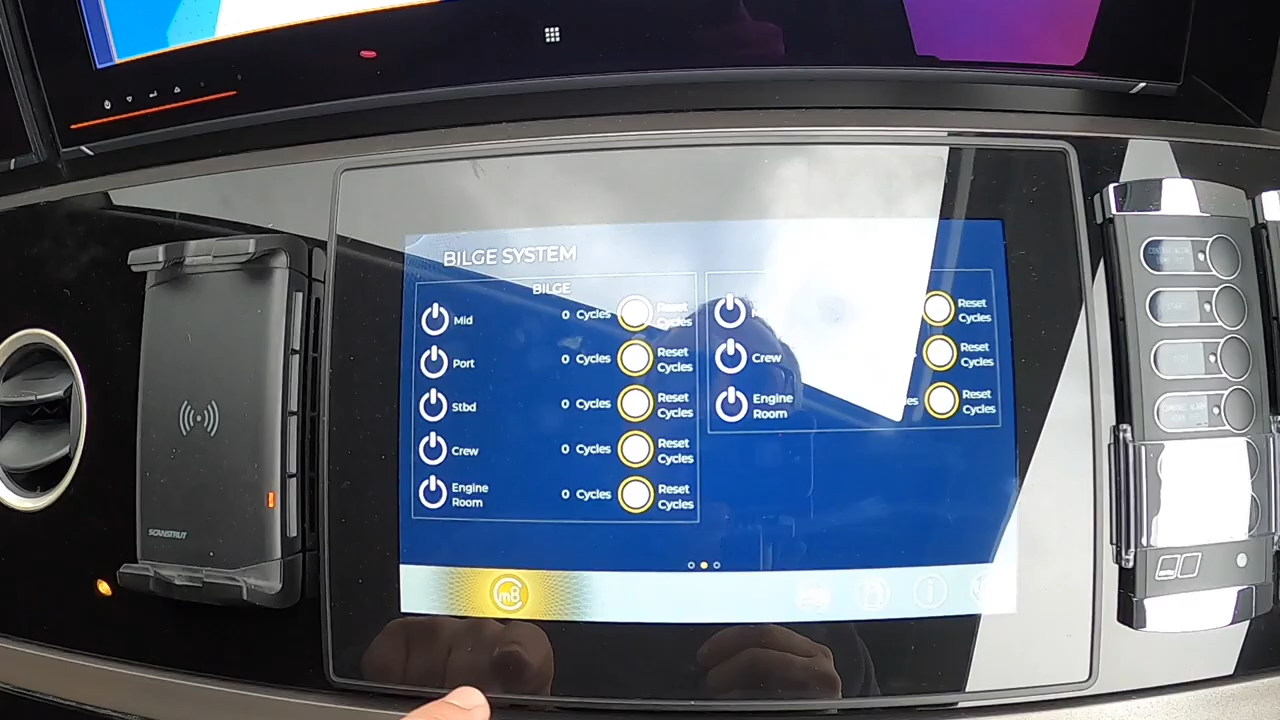 BILGE SYSTEM
BILGE
Mid
0 Cycles
Reset
Cycles
Port
0 Cycles
Reset
Cycles
Stbd
0 Cycles
Reset
Cycles
Crew
0 Cycles
Reset
Cycles
Engine
Room
0 Cycles
Reset
Cycles
Reset
Cycles
Crew
Reset
Cycles
Engine
Room
Reset
Cycles
m8
SCANSTRUT